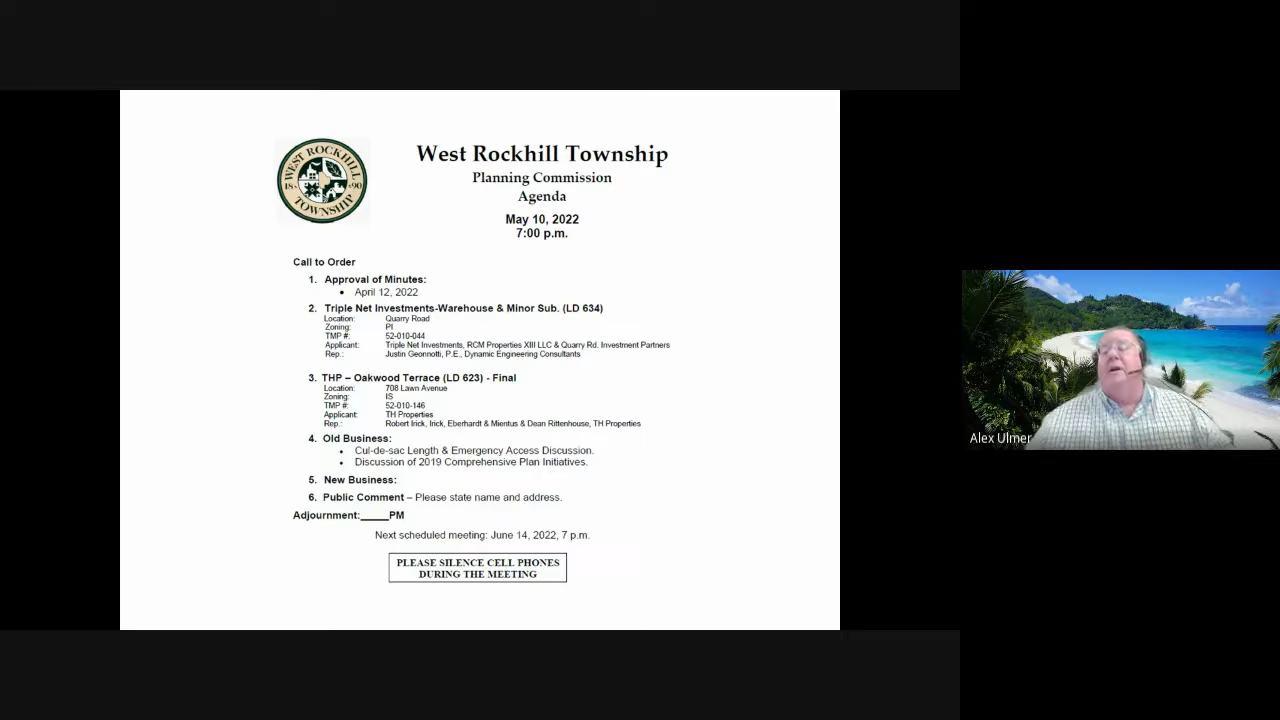 WEST ROCKHILL
1890
TOWNSHIP
West Rockhill Township
Planning Commission
Agenda
May 10, 2022
7:00 p.m.
Call to Order
1. Approval of Minutes:
• April 12, 2022
2. Triple Net Investments-Warehouse & Minor Sub. (LD 634)
Location: Quarry Road
Zoning: PI
TMP #: 52-010-044
Applicant: Triple Net Investments, RCM Properties XIII LLC & Quarry Rd. Investment Partners
Rep.: Justin Geonnotti, P.E., Dynamic Engineering Consultants
3. THP – Oakwood Terrace (LD 623) - Final
Location: 708 Lawn Avenue
Zoning: IS
TMP #: 52-010-146
Applicant: TH Properties
Rep.: Robert Irick, Irick, Eberhardt & Mientus & Dean Rittenhouse, TH Properties
4. Old Business:
• Cul-de-sac Length & Emergency Access Discussion.
• Discussion of 2019 Comprehensive Plan Initiatives.
5. New Business:
6. Public Comment – Please state name and address.
Adjournment:_____PM
Next scheduled meeting: June 14, 2022, 7 p.m.
PLEASE SILENCE CELL PHONES
DURING THE MEETING
Alex Ulmer